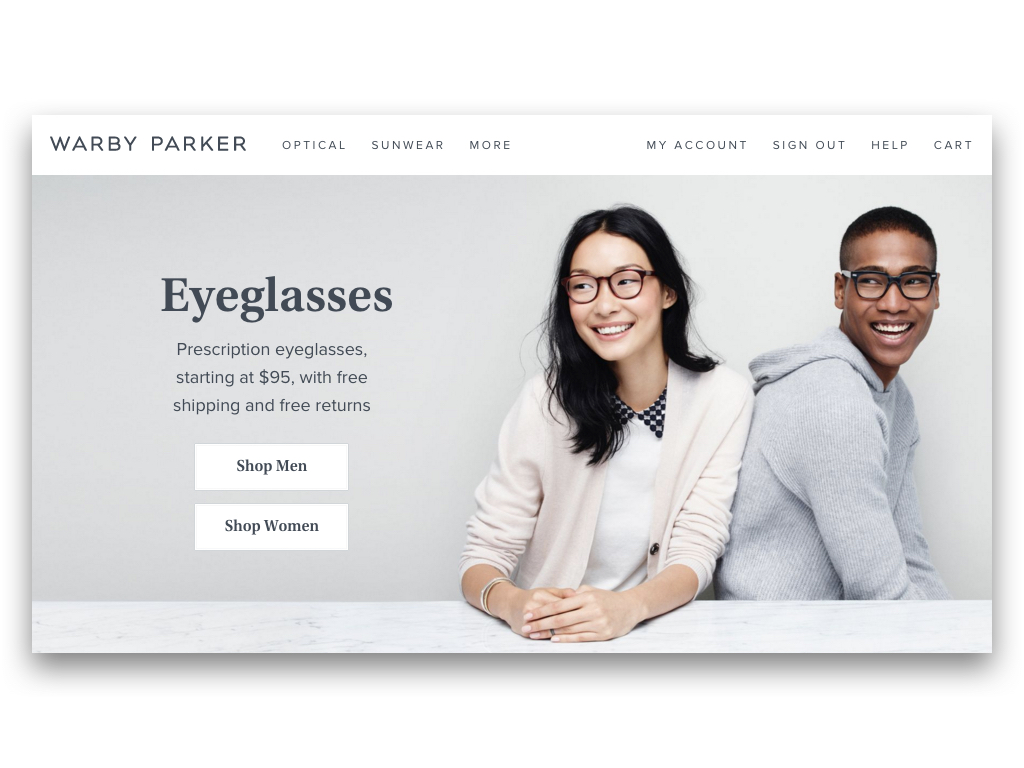 WARBY PARKER OPTICAL SUNWEAR MORE MY ACCOUNT SIGN OUT HELP CART
Eyeglasses
Prescription eyeglasses,
starting at $95, with free
shipping and free returns
Shop Men
Shop Women